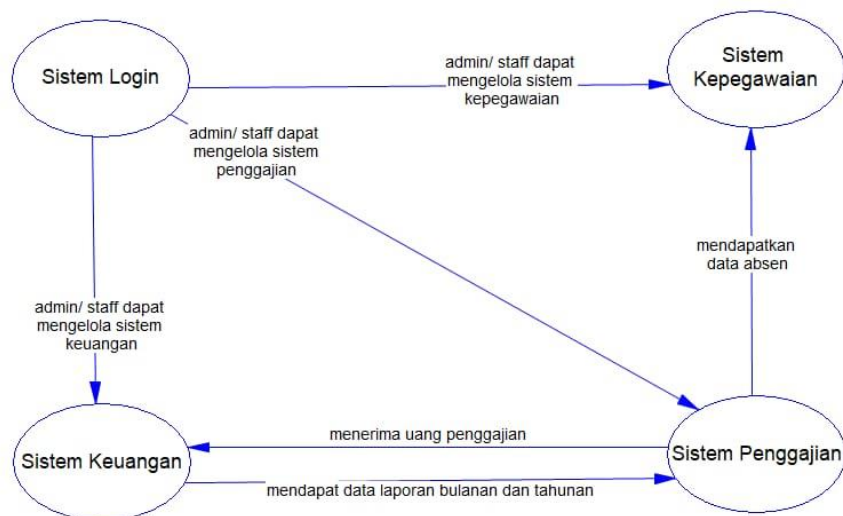 Sistem Login
Sistem
Kepegawaian
admin/ staff dapat
mengelola sistem
kepegawaian
admin/ staff dapat
mengelola sistem
penggajian
mendapatkan
data absen
admin/ staff dapat
mengelola sistem
keuangan
menerima uang penggajian
Sistem Keuangan
Sistem Penggajian
mendapat data laporan bulanan dan tahunan